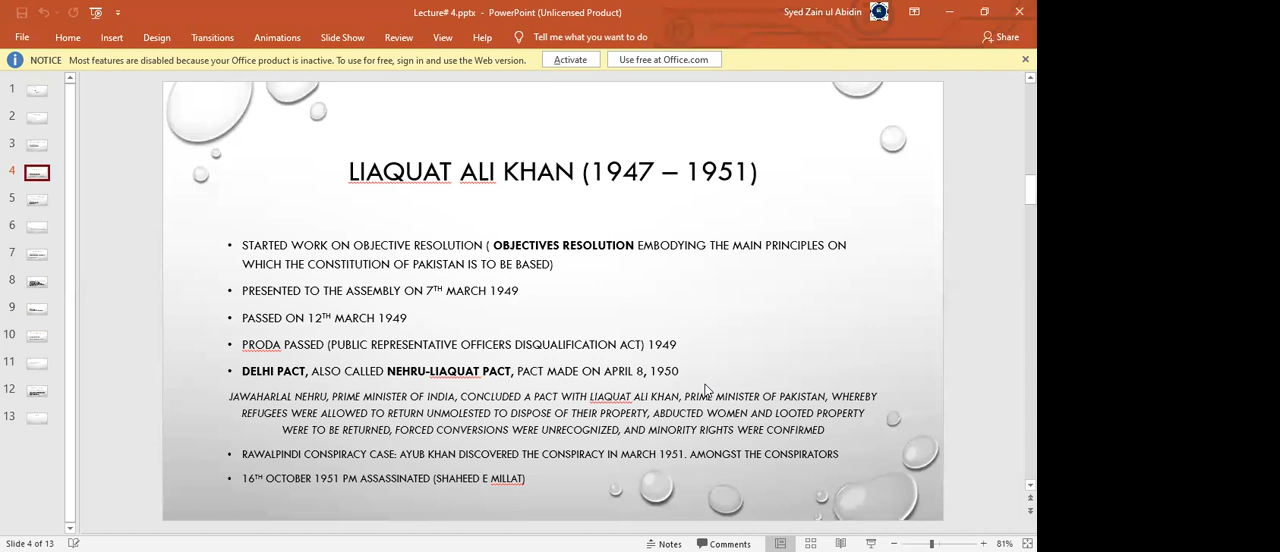 Lecture# 4.pptx - PowerPoint (Unlicensed Product)
Syed Zain ul Abidin
File Home Insert Design Transitions Animations Slide Show Review View Help Tell me what you want to do Share
NOTICE Most features are disabled because your Office product is inactive. To use for free, sign in and use the Web version. Activate Use free at Office.com
1
2
3
4
5
6
7
8
9
10
11
12
13
LIAQUAT ALI KHAN (1947 – 1951)
• STARTED WORK ON OBJECTIVE RESOLUTION ( OBJECTIVES RESOLUTION EMBODYING THE MAIN PRINCIPLES ON
WHICH THE CONSTITUTION OF PAKISTAN IS TO BE BASED)
• PRESENTED TO THE ASSEMBLY ON 7TH MARCH 1949
• PASSED ON 12TH MARCH 1949
• PRODA PASSED (PUBLIC REPRESENTATIVE OFFICERS DISQUALIFICATION ACT) 1949
• DELHI PACT, ALSO CALLED NEHRU-LIAQUAT PACT, PACT MADE ON APRIL 8, 1950
JAWAHARLAL NEHRU, PRIME MINISTER OF INDIA, CONCLUDED A PACT WITH LIAQUAT ALI KHAN, PRIME MINISTER OF PAKISTAN, WHEREBY
REFUGEES WERE ALLOWED TO RETURN UNMOLESTED TO DISPOSE OF THEIR PROPERTY, ABDUCTED WOMEN AND LOOTED PROPERTY
WERE TO BE RETURNED, FORCED CONVERSIONS WERE UNRECOGNIZED, AND MINORITY RIGHTS WERE CONFIRMED
• RAWALPINDI CONSPIRACY CASE: AYUB KHAN DISCOVERED THE CONSPIRACY IN MARCH 1951. AMONGST THE CONSPIRATORS
• 16TH OCTOBER 1951 PM ASSASSINATED (SHAHEED E MILLAT)
Slide 4 of 13 Notes Comments 81%